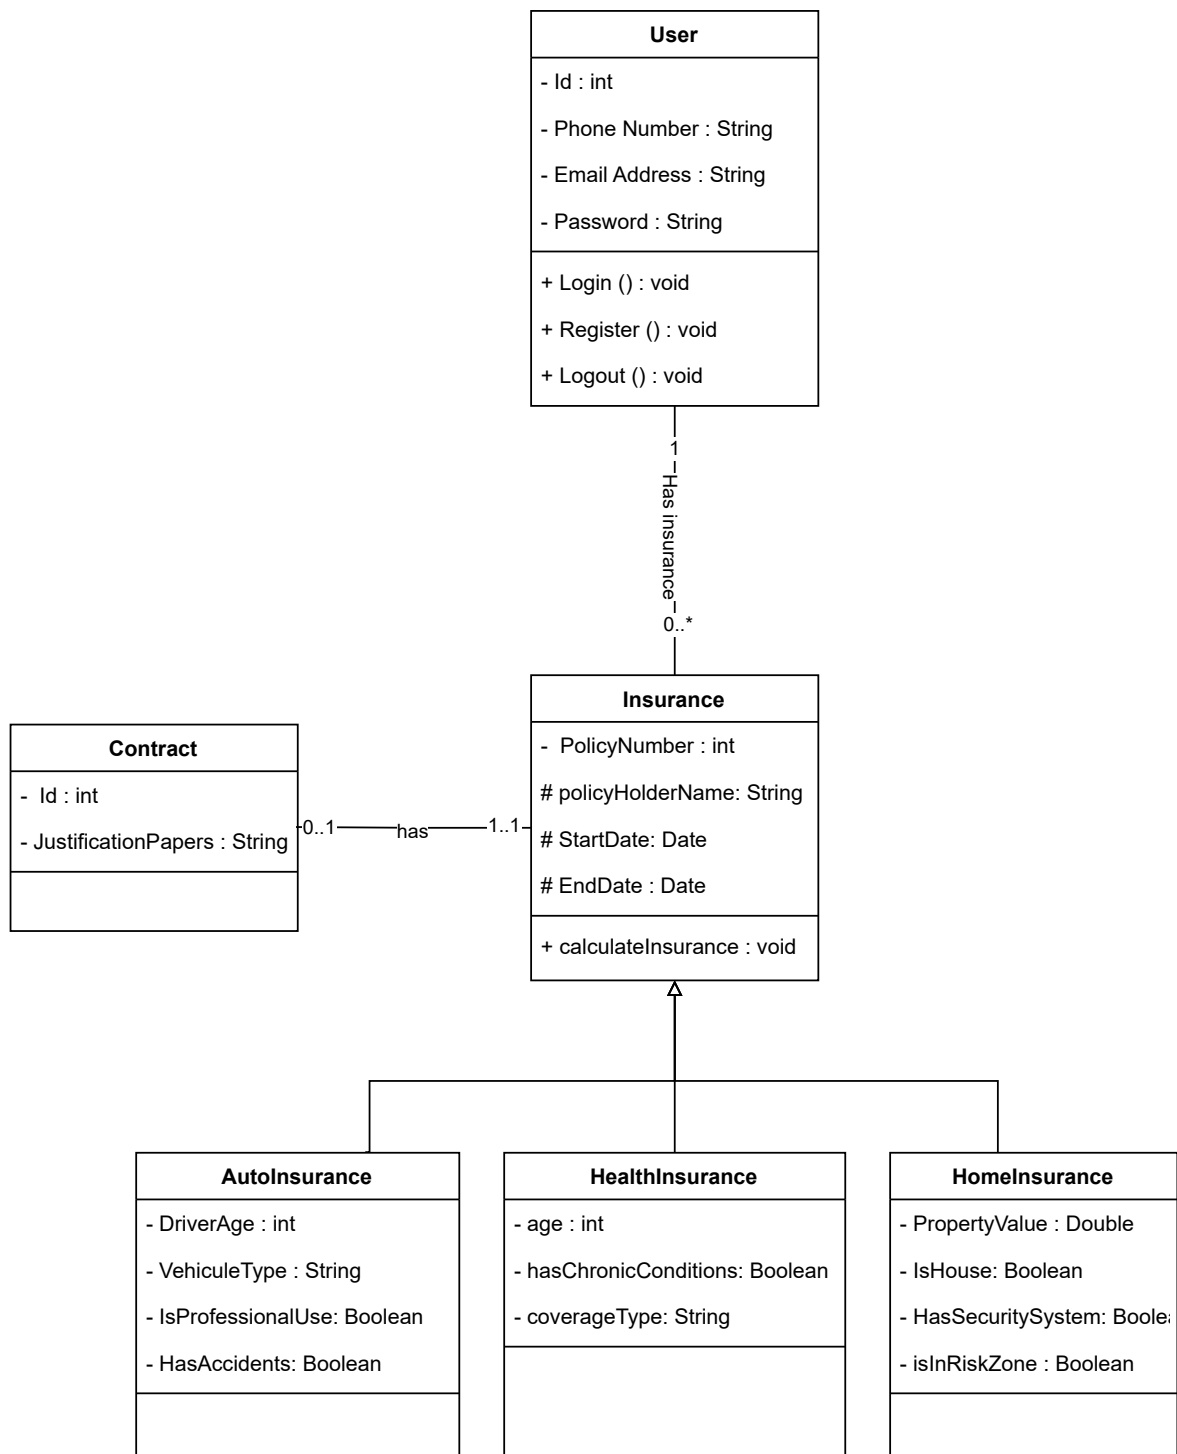 User
- Id : int
- Phone Number : String
- Email Address : String
- Password : String
+ Login () : void
+ Register () : void
+ Logout () : void
1
Has insurance
0..*
Insurance
- PolicyNumber : int
# policyHolderName: String
# StartDate: Date
# EndDate : Date
+ calculateInsurance : void
Contract
- Id : int
- JustificationPapers : String
0..1
has
1..1
AutoInsurance
- DriverAge : int
- VehiculeType : String
- IsProfessionalUse: Boolean
- HasAccidents: Boolean
HealthInsurance
- age : int
- hasChronicConditions: Boolean
- coverageType: String
HomeInsurance
- PropertyValue : Double
- IsHouse: Boolean
- HasSecuritySystem: Boole
- isInRiskZone : Boolean